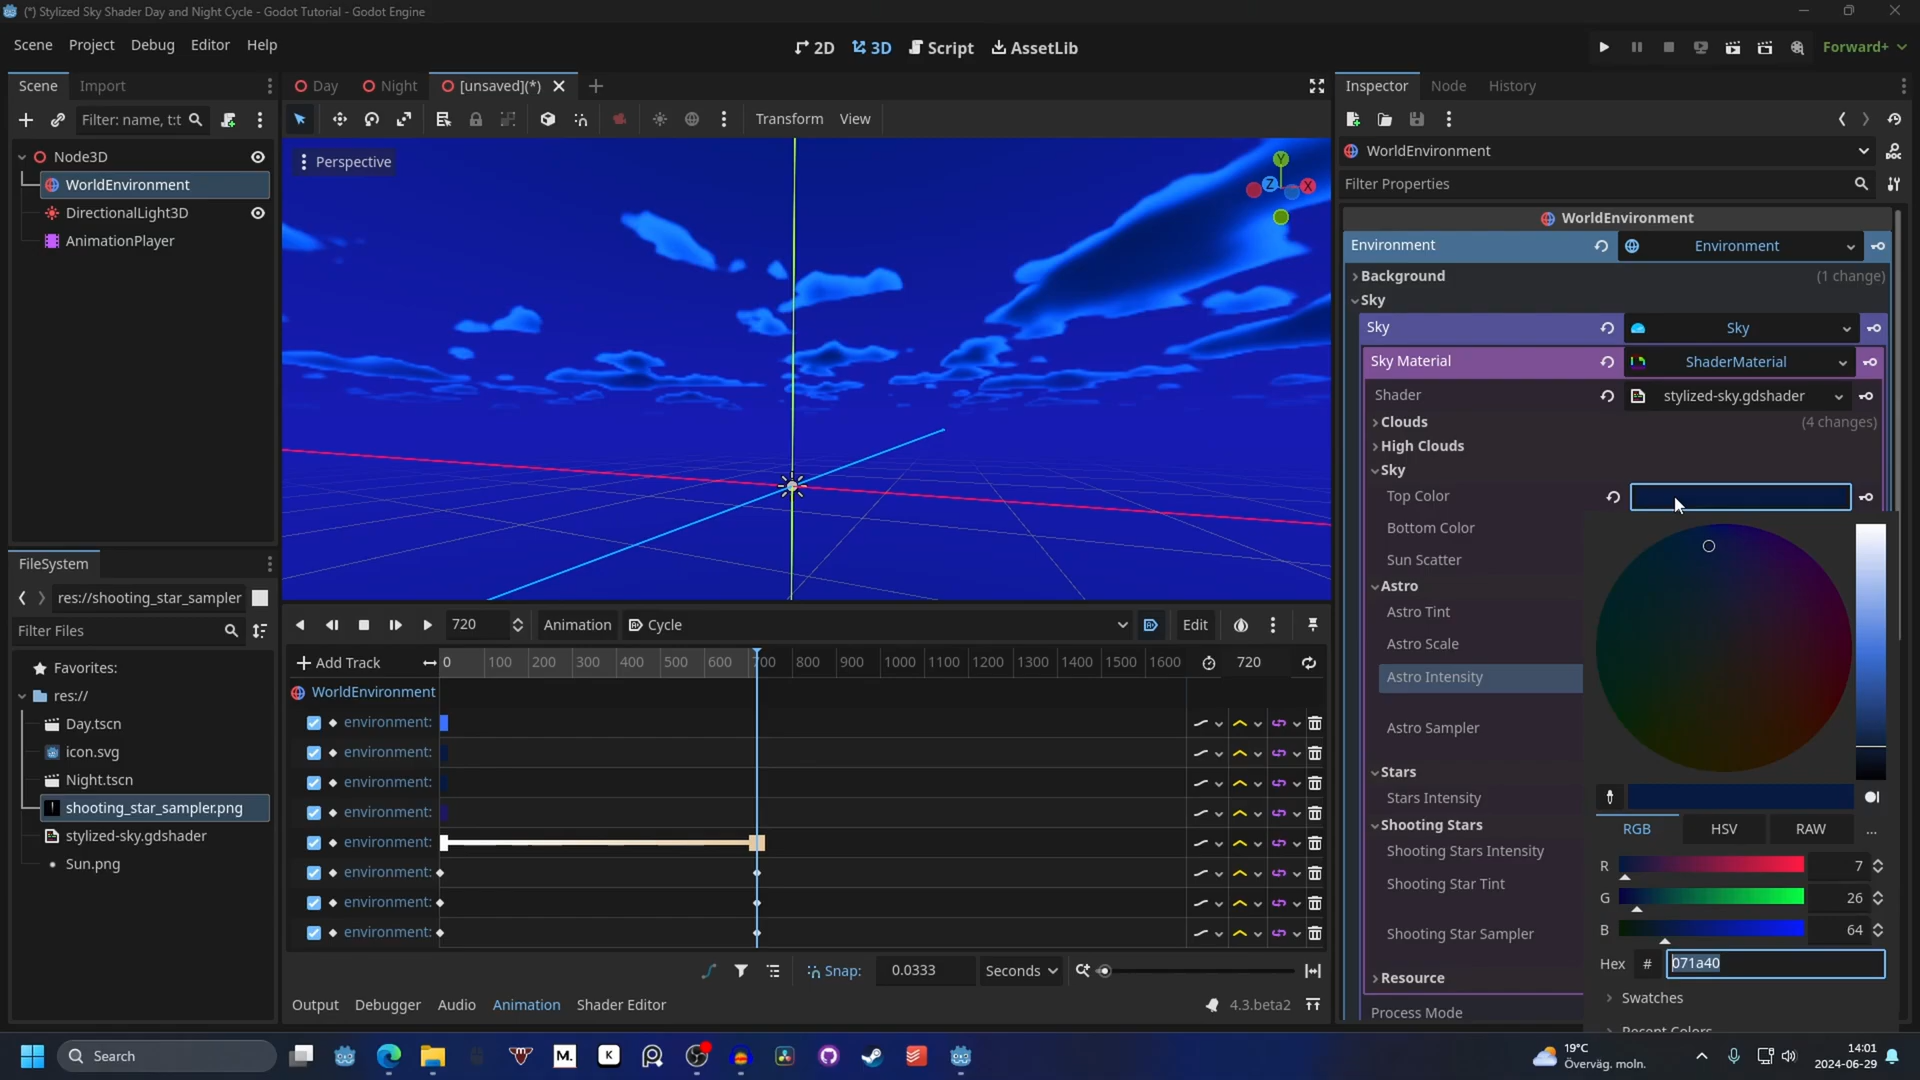 (*) Stylized Sky Shader Day and Night Cycle - Godot Tutorial - Godot Engine
Scene Project Debug Editor Help
2D 3D Script AssetLib
Forward+
Scene Import
Day Night [unsaved](*)
Inspector Node History
Filter: name, t:t
Transform View
Node3D
WorldEnvironment
DirectionalLight3D
AnimationPlayer
Perspective
Y
Z
X
WorldEnvironment
Filter Properties
WorldEnvironment
Environment Environment
Background (1 change)
Sky
Sky Sky
Sky Material ShaderMaterial
Shader stylized-sky.gdshader
Clouds (4 changes)
High Clouds
Sky
Top Color
Bottom Color
Sun Scatter
Astro
Astro Tint
Astro Scale
Astro Intensity
Astro Sampler
Stars
Stars Intensity
Shooting Stars
Shooting Stars Intensity
Shooting Star Tint
Shooting Star Sampler
Resource
Process Mode
RGB HSV RAW ...
R 7
G 26
B 64
Hex # 071a40
Swatches
Recent Colors
FileSystem
res://shooting_star_sampler
Filter Files
Favorites:
res://
Day.tscn
icon.svg
Night.tscn
shooting_star_sampler.png
stylized-sky.gdshader
Sun.png
720 Animation Cycle Edit
Add Track 0 100 200 300 400 500 600 700 800 900 1000 1100 1200 1300 1400 1500 1600 720
WorldEnvironment
environment:
environment:
environment:
environment:
environment:
environment:
environment:
environment:
Snap: 0.0333 Seconds
Output Debugger Audio Animation Shader Editor 4.3.beta2
Search
M.
K
19°C
Överväg. moln.
14:01
2024-06-29